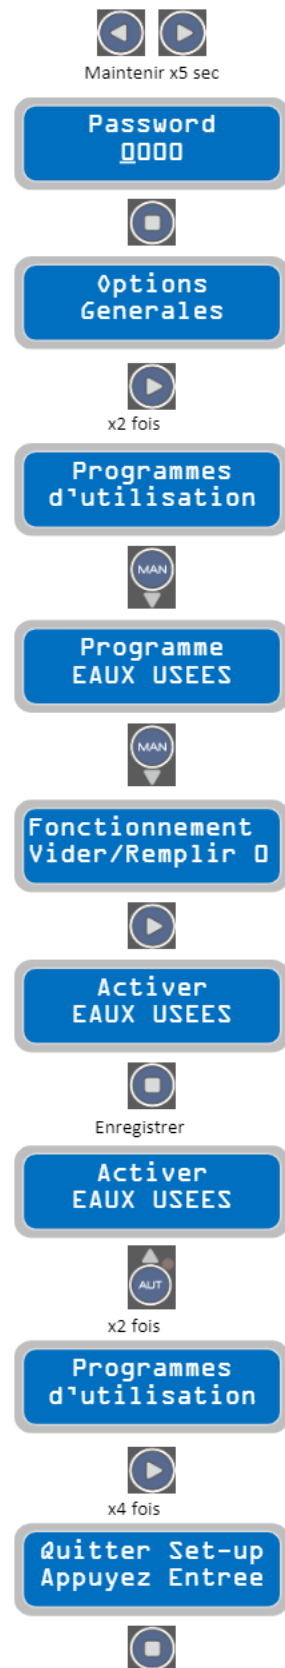 Maintenir x5 sec
Password
0000
Options
Generales
x2 fois
Programmes
d'utilisation
MAN
Programme
EAUX USEES
MAN
Fonctionnement
Vider/Remplir 0
Activer
EAUX USEES
Enregistrer
Activer
EAUX USEES
AUT
x2 fois
Programmes
d'utilisation
x4 fois
Quitter Set-up
Appuyez Entree